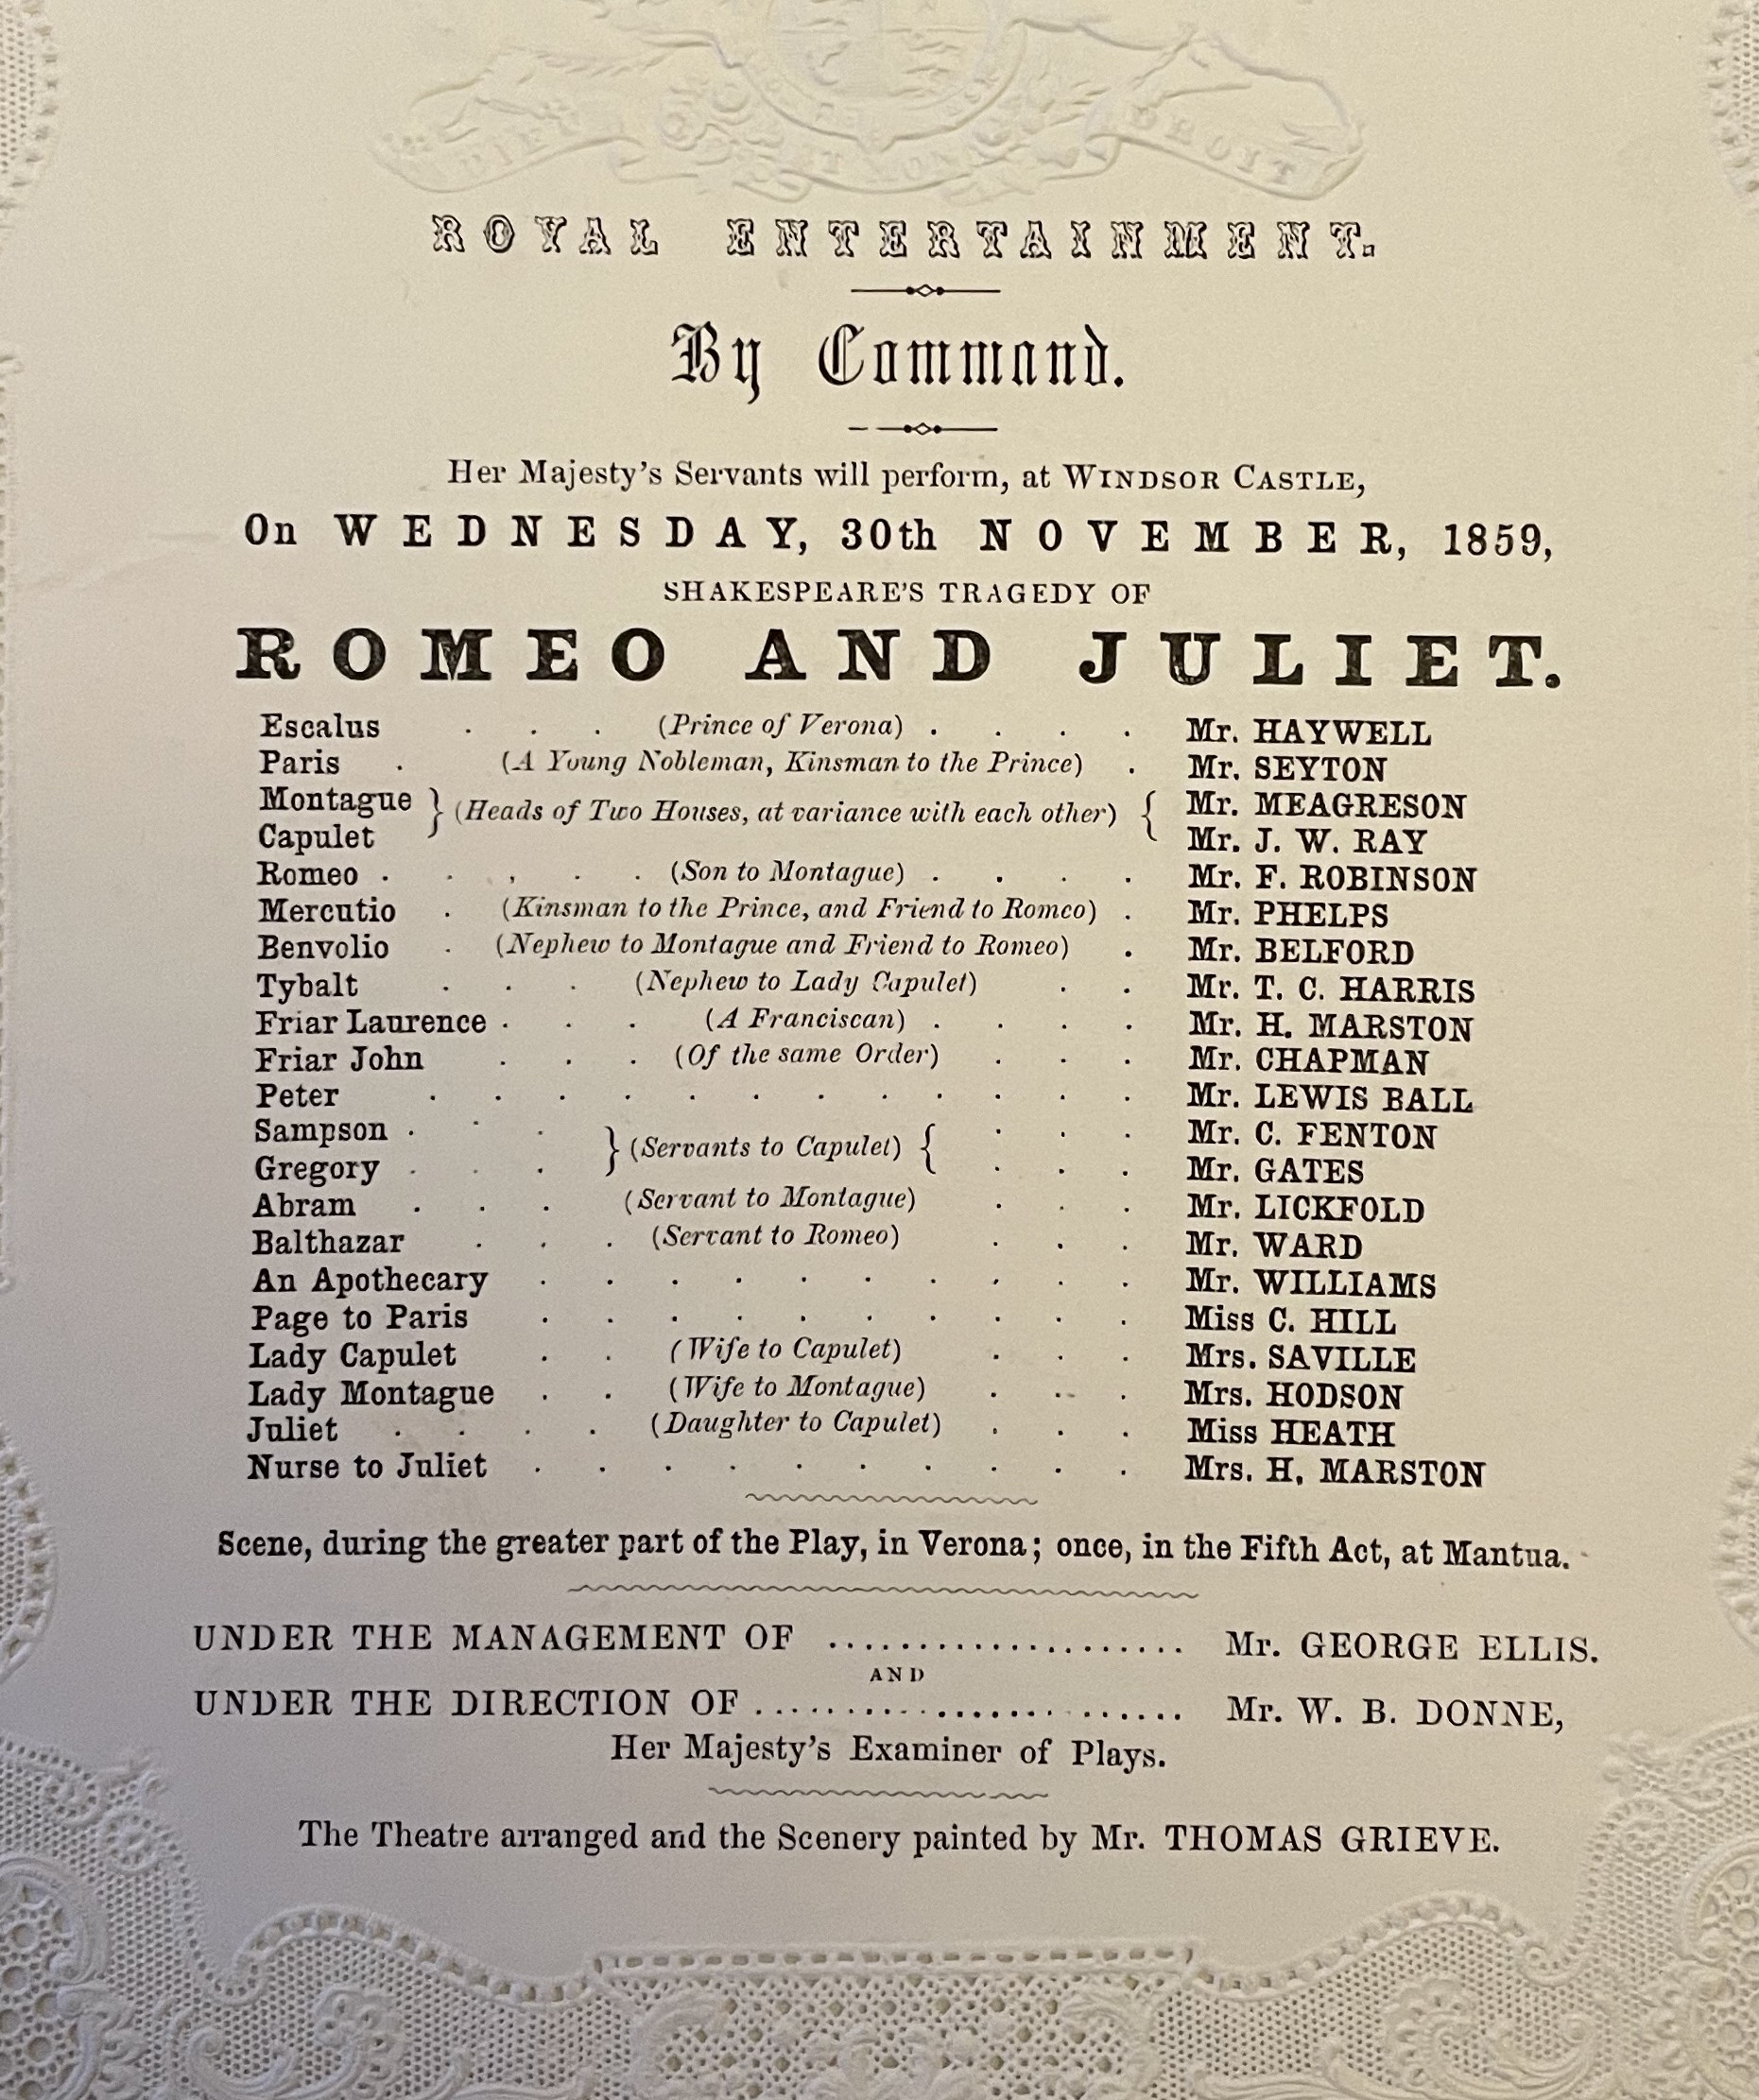 DIEU ET MON DROIT
ROYAL ENTERTAINMENT.
By Command.
Her Majesty's Servants will perform, at WINDSOR CASTLE,
On WEDNESDAY, 30th NOVEMBER, 1859,
SHAKESPEARE'S TRAGEDY OF
ROMEO AND JULIET.
Escalus . . . (Prince of Verona) . . . . Mr. HAYWELL
Paris . (A Young Nobleman, Kinsman to the Prince) . Mr. SEYTON
Montague } (Heads of Two Houses, at variance with each other) { Mr. MEAGRESON
Capulet Mr. J. W. RAY
Romeo . . . . . (Son to Montague) . . . . Mr. F. ROBINSON
Mercutio . (Kinsman to the Prince, and Friend to Romeo) . Mr. PHELPS
Benvolio . (Nephew to Montague and Friend to Romeo) . Mr. BELFORD
Tybalt . . . (Nephew to Lady Capulet) . . Mr. T. C. HARRIS
Friar Laurence . . . (A Franciscan) . . . . Mr. H. MARSTON
Friar John . . . (Of the same Order) . . . Mr. CHAPMAN
Peter . . . . . . . . . . . . Mr. LEWIS BALL
Sampson . . . } (Servants to Capulet) { . . . Mr. C. FENTON
Gregory . . . . . . Mr. GATES
Abram . . . (Servant to Montague) . . . Mr. LICKFOLD
Balthazar . . . (Servant to Romeo) . . . Mr. WARD
An Apothecary . . . . . . . . . . Mr. WILLIAMS
Page to Paris . . . . . . . . . . Miss C. HILL
Lady Capulet . . (Wife to Capulet) . . . Mrs. SAVILLE
Lady Montague . . (Wife to Montague) . . . Mrs. HODSON
Juliet . . . . (Daughter to Capulet) . . . Miss HEATH
Nurse to Juliet . . . . . . . . . . Mrs. H. MARSTON
Scene, during the greater part of the Play, in Verona; once, in the Fifth Act, at Mantua.
UNDER THE MANAGEMENT OF .................... Mr. GEORGE ELLIS.
AND
UNDER THE DIRECTION OF ........................ Mr. W. B. DONNE,
Her Majesty's Examiner of Plays.
The Theatre arranged and the Scenery painted by Mr. THOMAS GRIEVE.